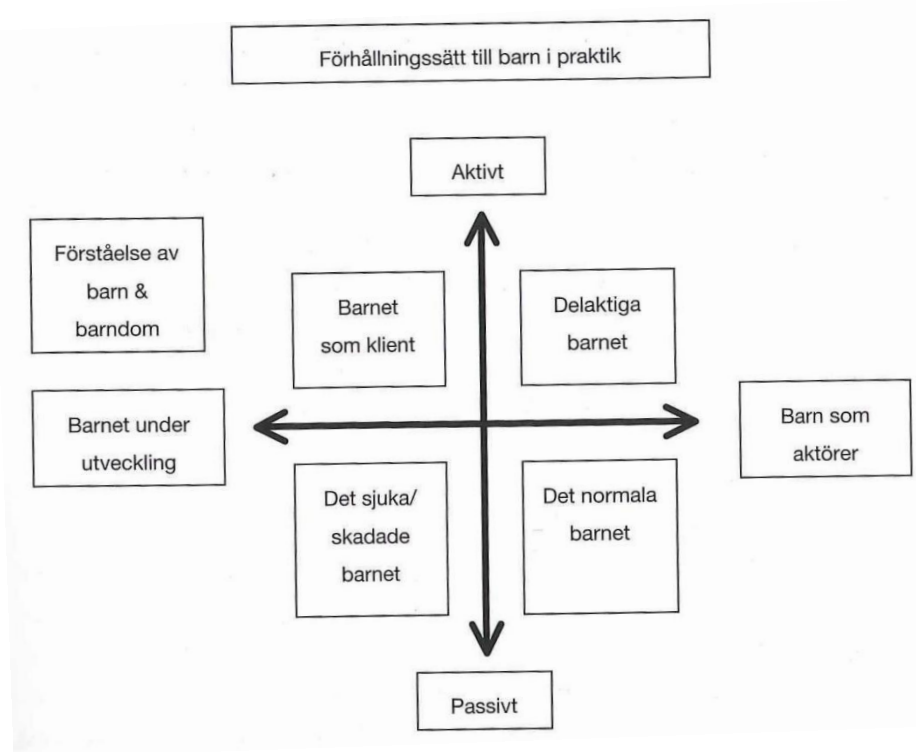 Förhållningssätt till barn i praktik
Aktivt
Förståelse av
barn &
barndom
Barnet
som klient
Delaktiga
barnet
Barnet under
utveckling
Barn som
aktörer
Det sjuka/
skadade
barnet
Det normala
barnet
Passivt